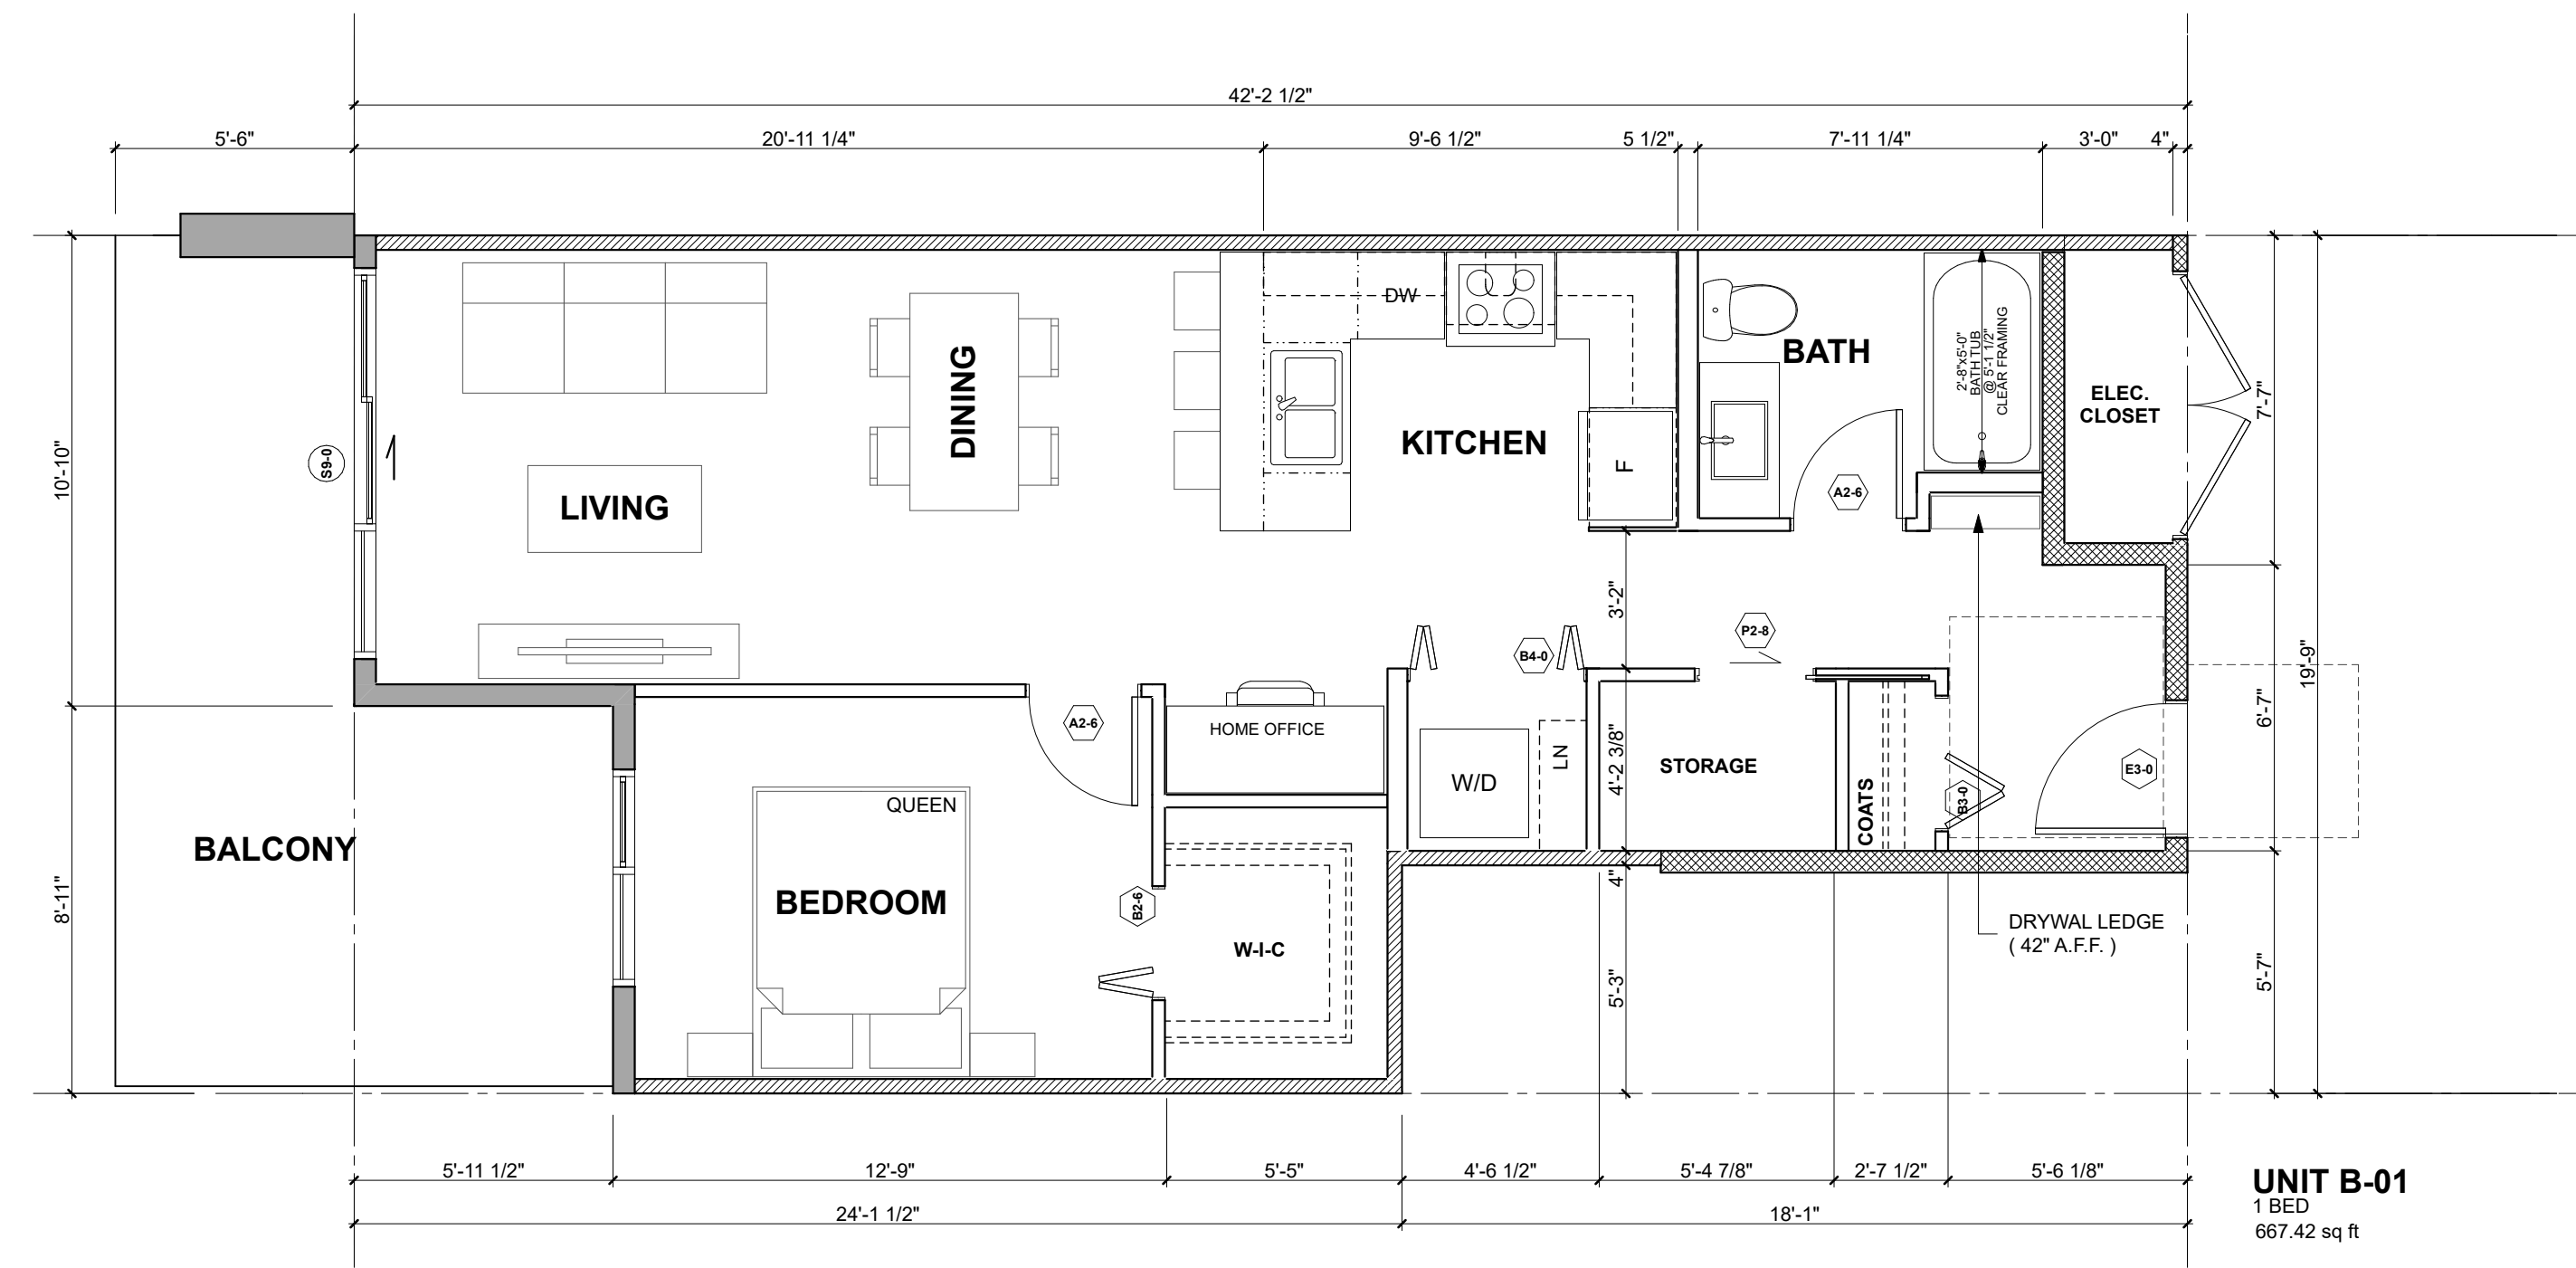 42'-2 1/2"
5'-6"
20'-11 1/4"
9'-6 1/2"
5 1/2"
7'-11 1/4"
3'-0"
4"
DW
BATH
2'-8"x5'-0"
BATH TUB
@ 5'-1 1/2"
CLEAR FRAMING
ELEC.
CLOSET
7'-7"
DINING
KITCHEN
10'-10"
S9-0
F
A2-6
LIVING
3'-2"
P2-8
B4-0
19'-9"
6'-7"
A2-6
HOME OFFICE
W/D
LN
4'-2 3/8"
STORAGE
COATS
B3-0
E3-0
QUEEN
BALCONY
8'-11"
BEDROOM
B2-6
W-I-C
4"
DRYWAL LEDGE
( 42" A.F.F. )
5'-3"
5'-7"
5'-11 1/2"
12'-9"
5'-5"
4'-6 1/2"
5'-4 7/8"
2'-7 1/2"
5'-6 1/8"
24'-1 1/2"
18'-1"
UNIT B-01
1 BED
667.42 sq ft